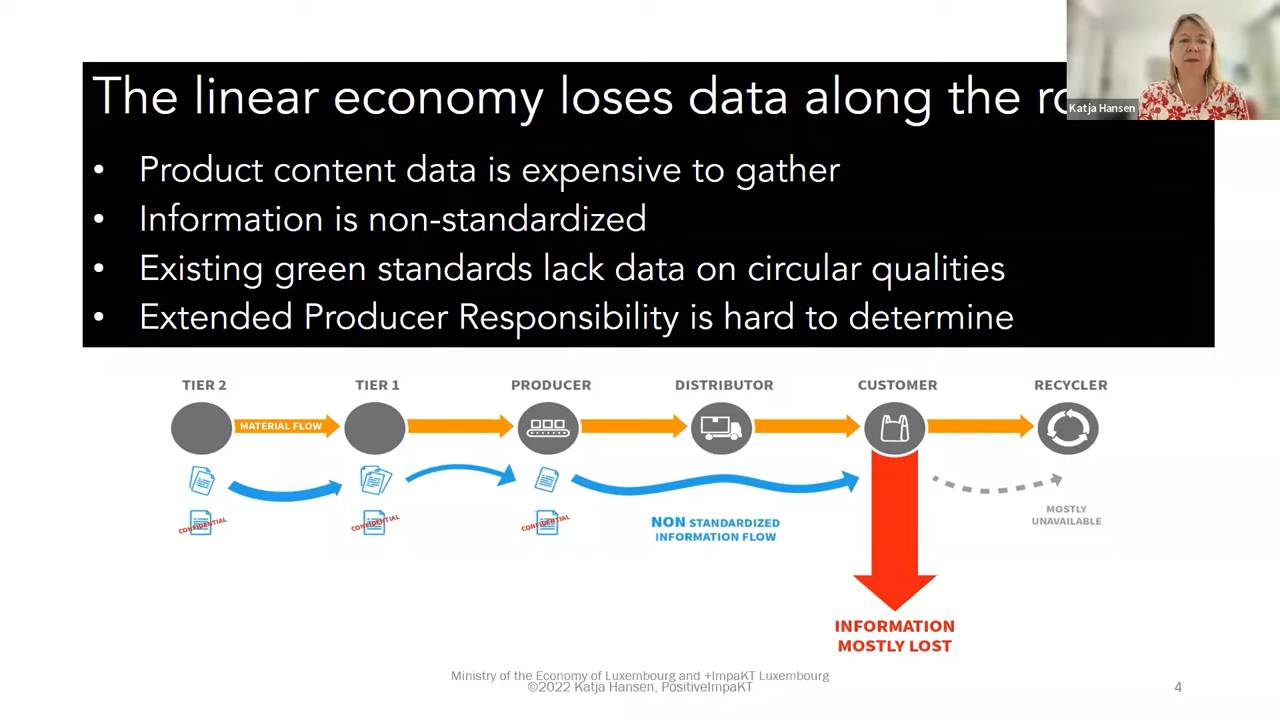 The linear economy loses data along the
Katja Hansen
• Product content data is expensive to gather
• Information is non-standardized
• Existing green standards lack data on circular qualities
• Extended Producer Responsibility is hard to determine
TIER 2
TIER 1
PRODUCER
DISTRIBUTOR
CUSTOMER
RECYCLER
MATERIAL FLOW
CONFIDENTIAL
CONFIDENTIAL
CONFIDENTIAL
NON STANDARDIZED
INFORMATION FLOW
MOSTLY
UNAVAILABLE
INFORMATION
MOSTLY LOST
Ministry of the Economy of Luxembourg and +ImpaKT Luxembourg
©2022 Katja Hansen, PositiveImpaKT
4